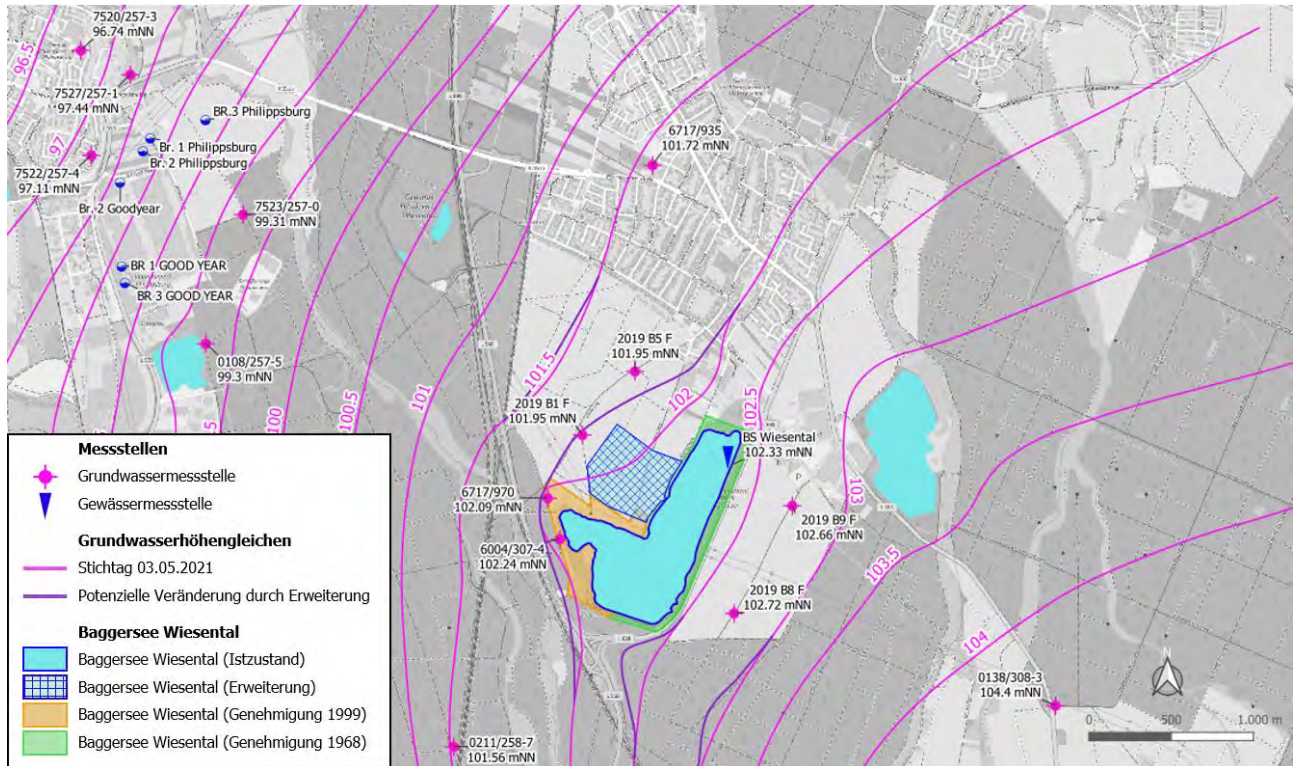 7520/257-3
96.74 mNN
96.5
7527/257-1
97.44 mNN
BR.3 Philippsburg
Br. 1 Philippsburg
Br. 2 Philippsburg
97
7522/257-4
97.11 mNN
Br. 2 Goodyear
7523/257-0
99.31 mNN
6717/935
101.72 mNN
BR 1 GOOD YEAR
BR 3 GOOD YEAR
0108/257-5
99.3 mNN
100
100.5
101
101.5
2019 B5 F
101.95 mNN
102
102.5
2019 B1 F
101.95 mNN
BS Wiesental
102.33 mNN
103
6717/970
102.09 mNN
2019 B9 F
102.66 mNN
6004/307-4
102.24 mNN
103.5
2019 B8 F
102.72 mNN
104
0138/308-3
104.4 mNN
0211/258-7
101.56 mNN
Messstellen
Grundwassermessstelle
Gewässermessstelle
Grundwasserhöhengleichen
Stichtag 03.05.2021
Potenzielle Veränderung durch Erweiterung
Baggersee Wiesental
Baggersee Wiesental (Istzustand)
Baggersee Wiesental (Erweiterung)
Baggersee Wiesental (Genehmigung 1999)
Baggersee Wiesental (Genehmigung 1968)
N
0 500 1.000 m